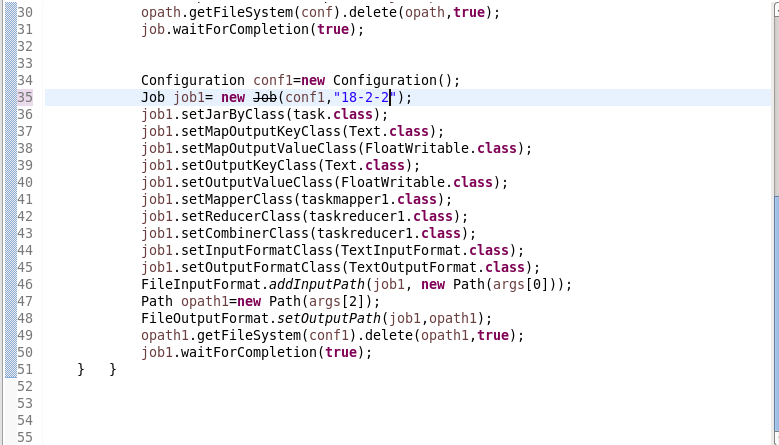 30 opath.getFileSystem(conf).delete(opath,true);
31 job.waitForCompletion(true);
32
33
34 Configuration conf1=new Configuration();
35 Job job1= new Job(conf1,"18-2-2");
36 job1.setJarByClass(task.class);
37 job1.setMapOutputKeyClass(Text.class);
38 job1.setMapOutputValueClass(FloatWritable.class);
39 job1.setOutputKeyClass(Text.class);
40 job1.setOutputValueClass(FloatWritable.class);
41 job1.setMapperClass(taskmapper1.class);
42 job1.setReducerClass(taskreducer1.class);
43 job1.setCombinerClass(taskreducer1.class);
44 job1.setInputFormatClass(TextInputFormat.class);
45 job1.setOutputFormatClass(TextOutputFormat.class);
46 FileInputFormat.addInputPath(job1, new Path(args[0]));
47 Path opath1=new Path(args[2]);
48 FileOutputFormat.setOutputPath(job1,opath1);
49 opath1.getFileSystem(conf1).delete(opath1,true);
50 job1.waitForCompletion(true);
51 } }
52
53
54
55